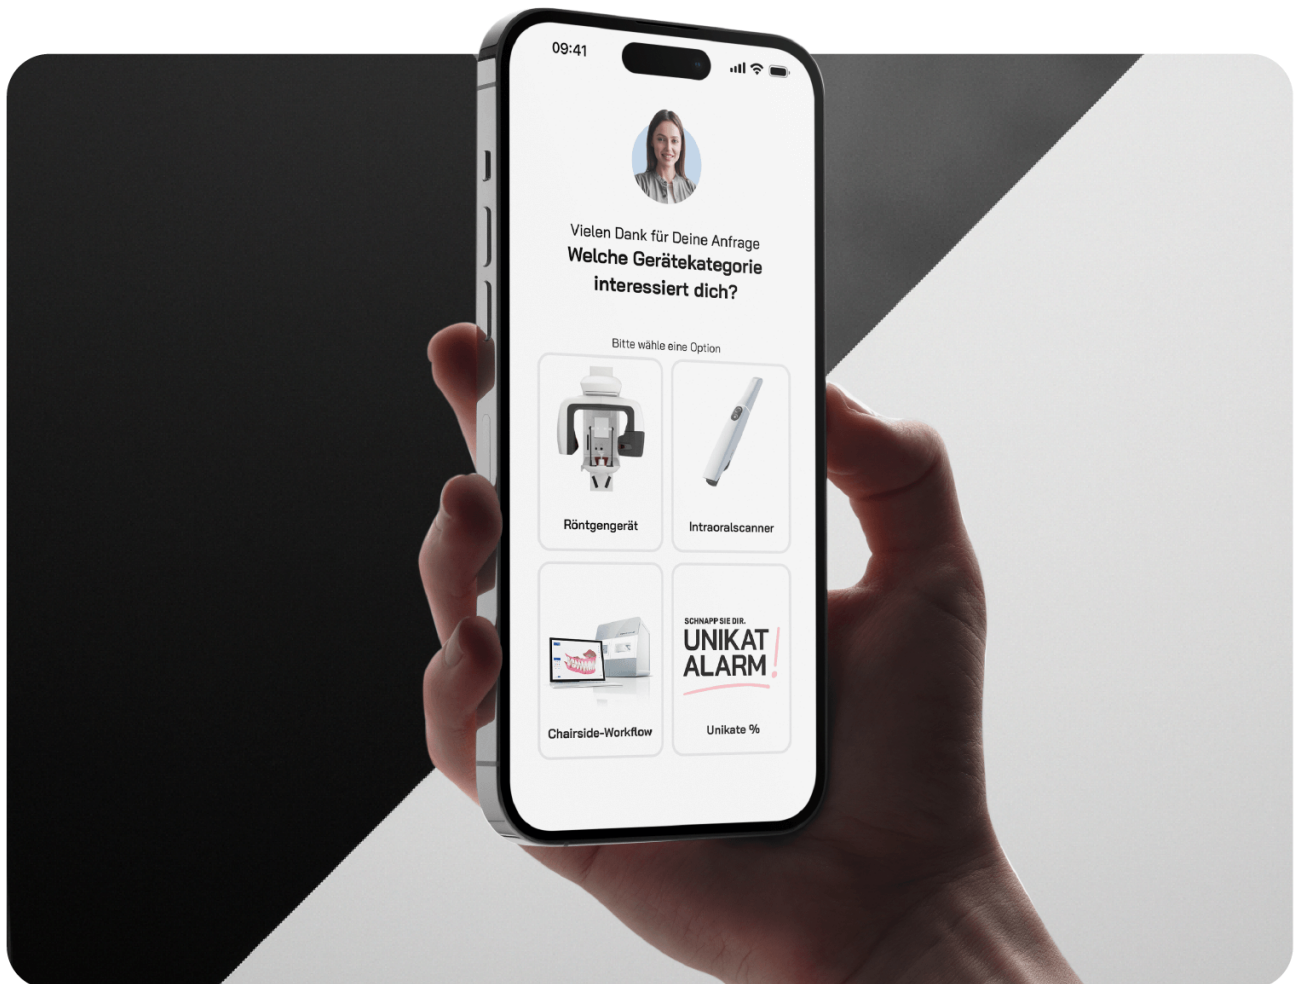 09:41
Vielen Dank für Deine Anfrage
Welche Gerätekategorie
interessiert dich?
Bitte wähle eine Option
Röntgengerät
Intraoralscanner
SCHNAPP SIE DIR.
UNIKAT
ALARM!
Chairside-Workflow
Unikate %